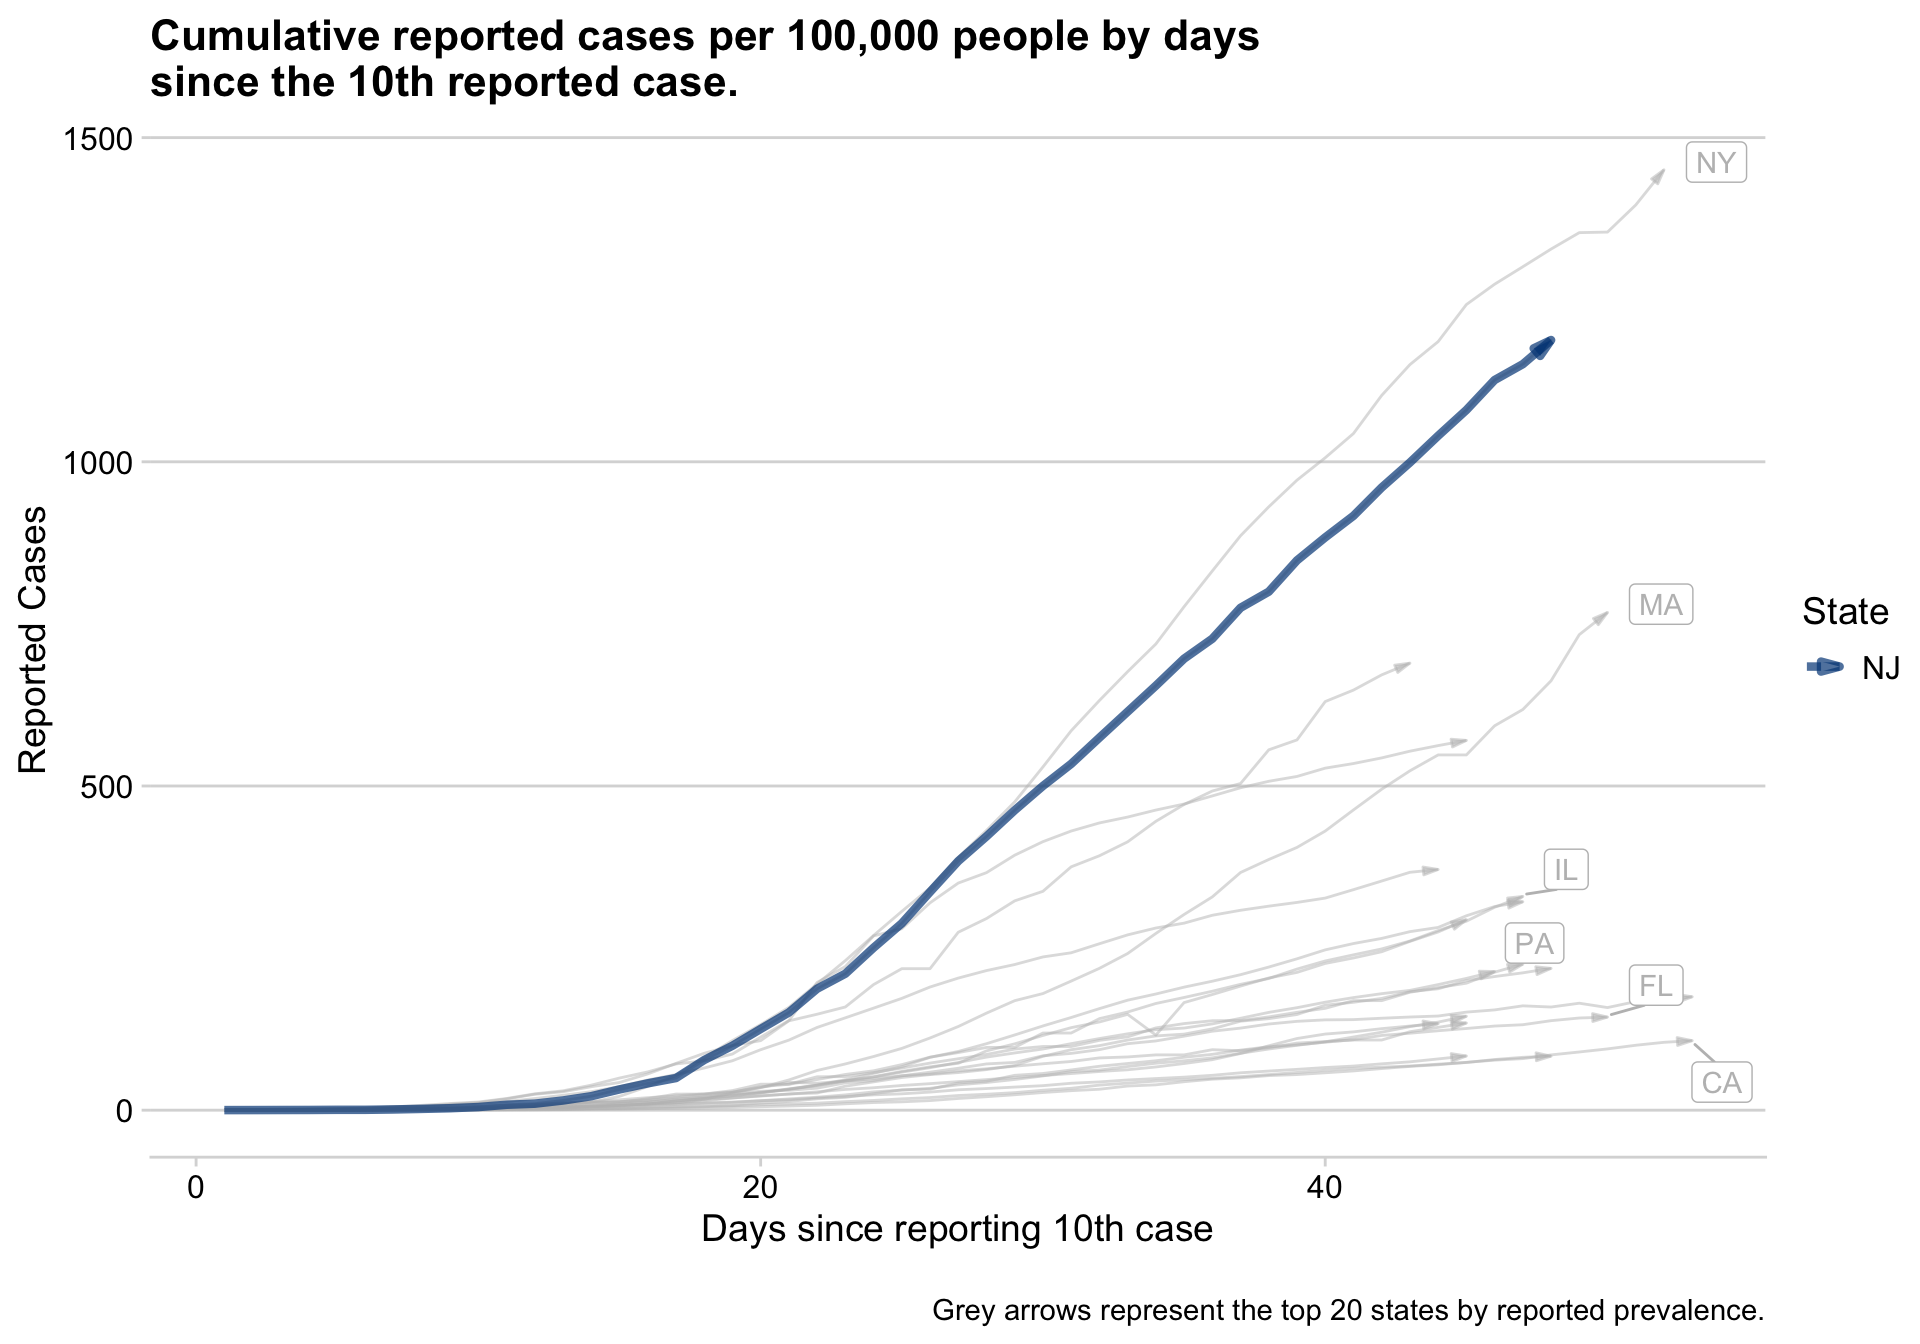 Cumulative reported cases per 100,000 people by days
since the 10th reported case.
1500
1000
500
0
Reported Cases
NY
MA
IL
PA
FL
CA
State
NJ
0
20
40
Days since reporting 10th case
Grey arrows represent the top 20 states by reported prevalence.